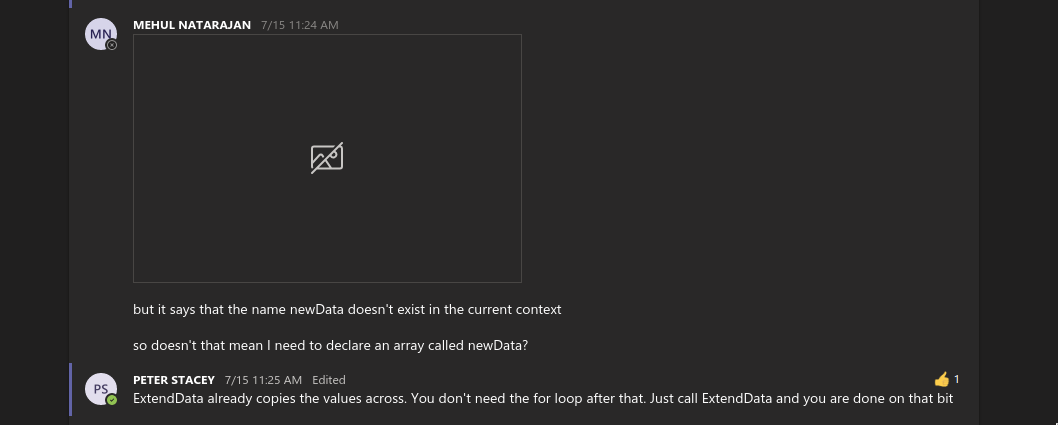 MN
MEHUL NATARAJAN 7/15 11:24 AM
but it says that the name newData doesn't exist in the current context
so doesn't that mean I need to declare an array called newData?
PS
PETER STACEY 7/15 11:25 AM Edited
👍 1
ExtendData already copies the values across. You don't need the for loop after that. Just call ExtendData and you are done on that bit